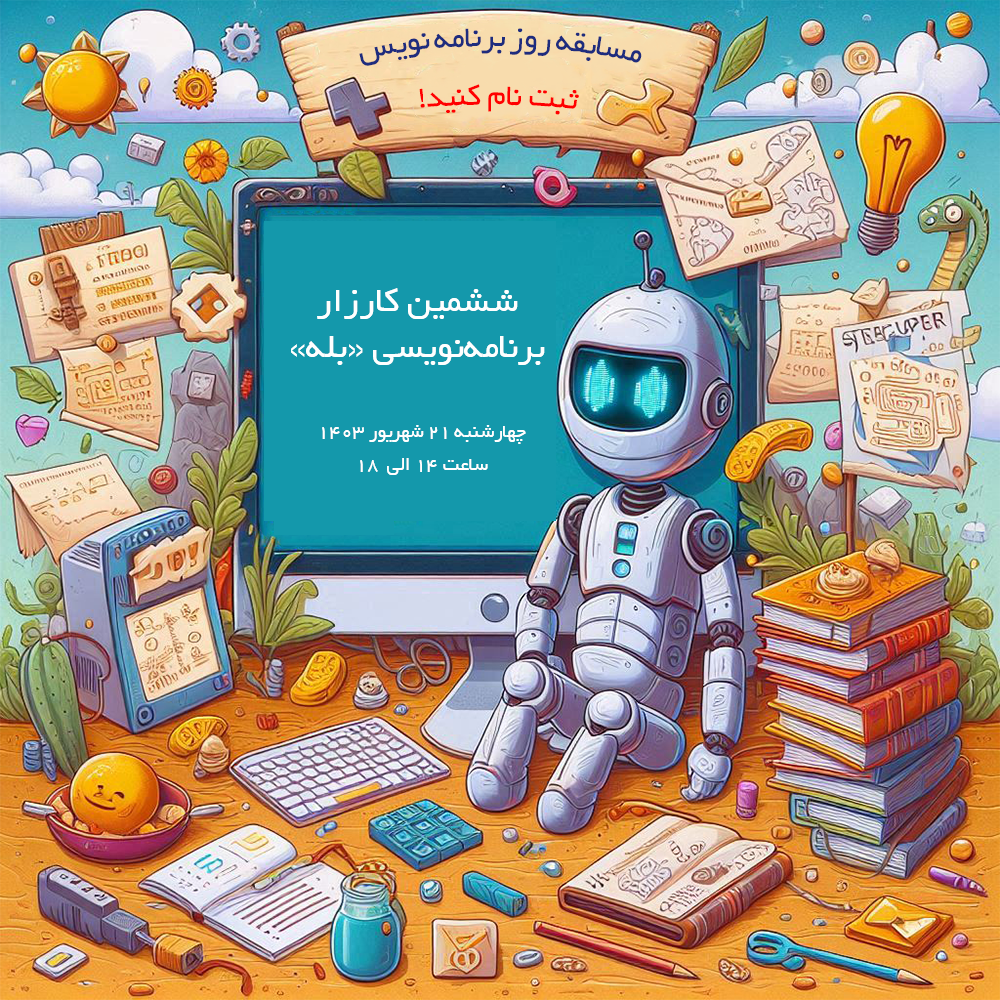 مسابقه روز برنامه نویس
ثبت نام کنید!
ششمین کارزار
برنامه‌نویسی «بله»
چهارشنبه ۲۱ شهریور ۱۴۰۳
ساعت ۱۴ الی ۱۸